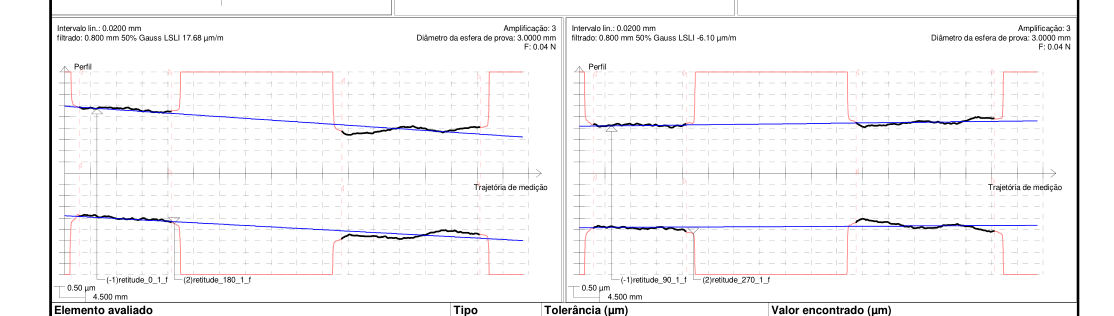 Intervalo lin.: 0.0200 mm
Amplificação: 3
filtrado: 0.800 mm 50% Gauss LSLI 17.68 µm/m
Diâmetro da esfera de prova: 3.0000 mm
F: 0.04 N
Perfil
Trajetória de medição
(-1)retitude_0_1_f
(2)retitude_180_1_f
0.50 µm
4.500 mm
Intervalo lin.: 0.0200 mm
Amplificação: 3
filtrado: 0.800 mm 50% Gauss LSLI -6.10 µm/m
Diâmetro da esfera de prova: 3.0000 mm
F: 0.04 N
Perfil
Trajetória de medição
(-1)retitude_90_1_f
(2)retitude_270_1_f
0.50 µm
4.500 mm
Elemento avaliado Tipo Tolerância (µm) Valor encontrado (µm)